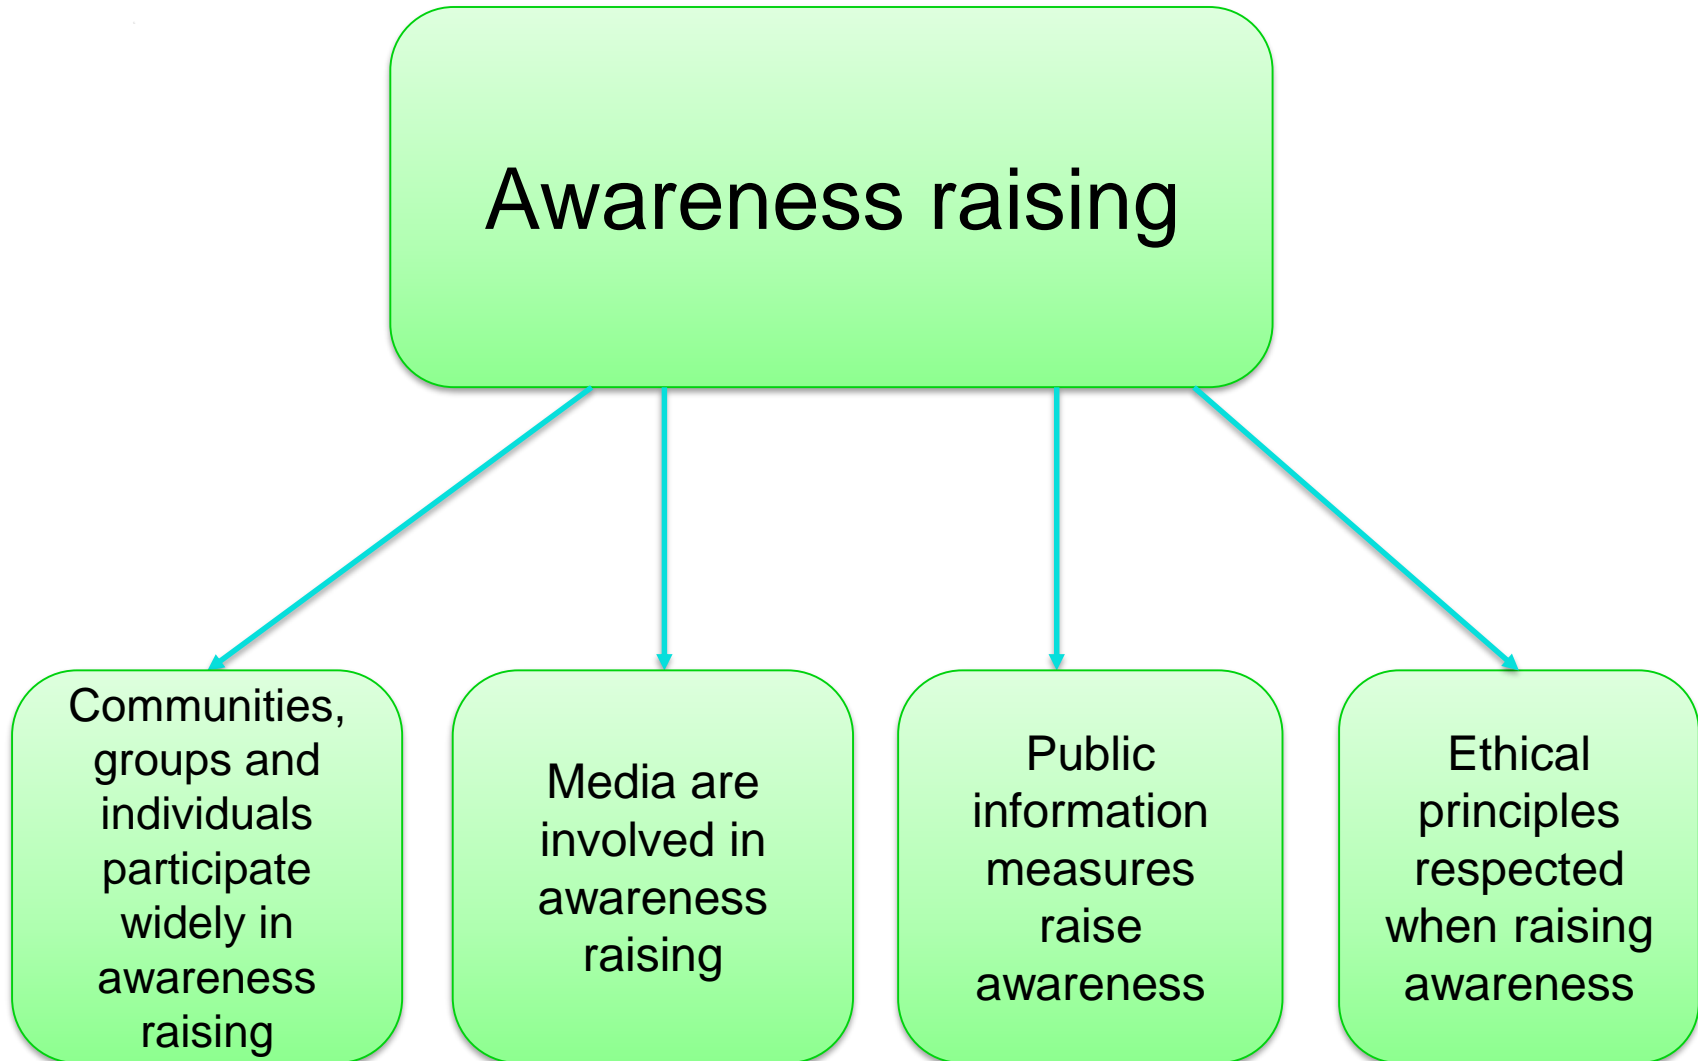 Awareness raising
Communities,
groups and
individuals
participate
widely in
awareness
raising
Media are
involved in
awareness
raising
Public
information
measures
raise
awareness
Ethical
principles
respected
when raising
awareness